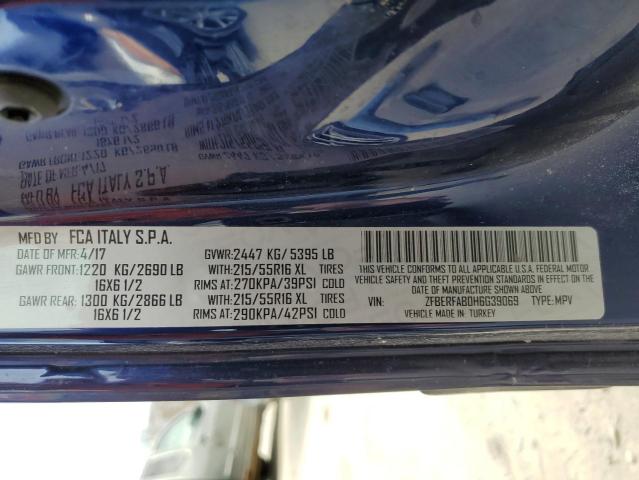 MFD BY FCA ITALY S.P.A.
DATE OF MFR: 4/17 GVWR: 2447 KG/ 5395 LB
GAWR FRONT: 1220 KG/2690 LB WITH: 215/55R16 XL TIRES
16X6 1/2 RIMS AT: 270KPA/39PSI COLD
GAWR REAR: 1300 KG/2866 LB WITH: 215/55R16 XL TIRES
16X6 1/2 RIMS AT: 290KPA/42PSI COLD
THIS VEHICLE CONFORMS TO ALL APPLICABLE U.S.A. FEDERAL MOTOR
VEHICLE SAFETY AND THEFT PREVENTION STANDARDS IN EFFECT ON THE
DATE OF MANUFACTURE SHOWN ABOVE
VIN: ZFBERFAB0H6G39069 TYPE: MPV
VEHICLE MADE IN: TURKEY